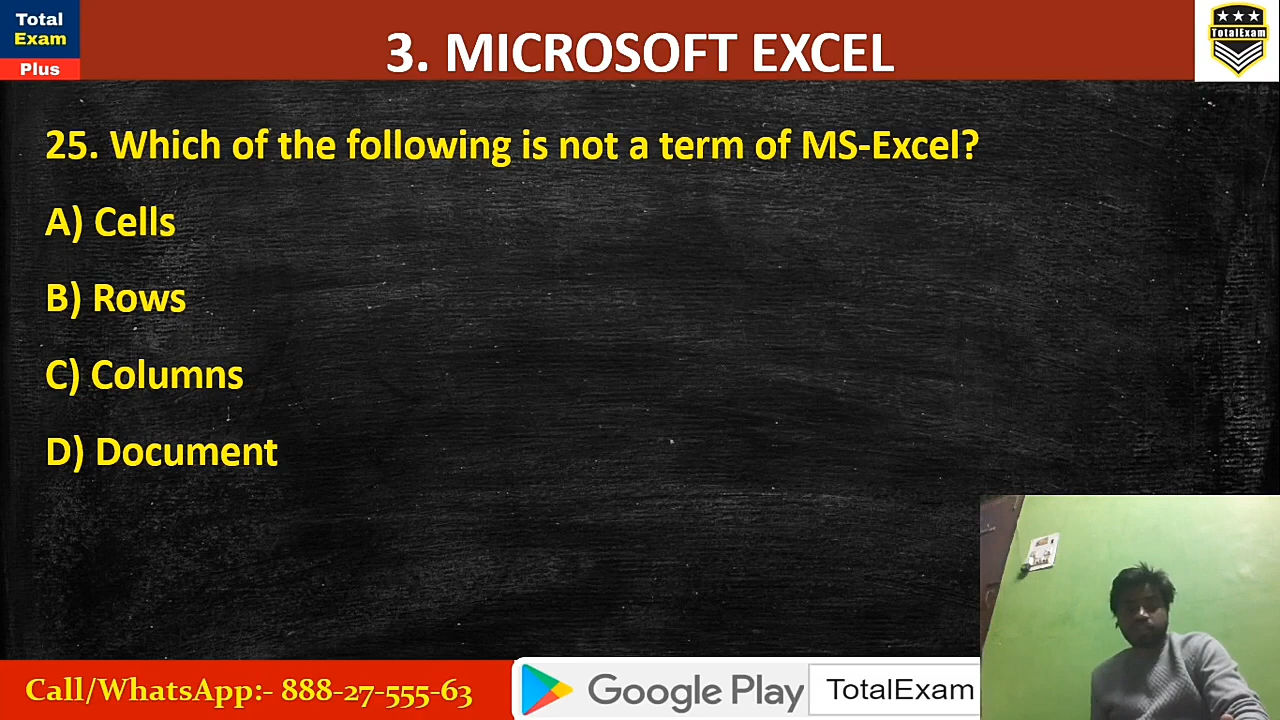 Total
Exam
Plus
3. MICROSOFT EXCEL
TotalExam
25. Which of the following is not a term of MS-Excel?
A) Cells
B) Rows
C) Columns
D) Document
Call/WhatsApp:- 888-27-555-63
Google Play
TotalExam